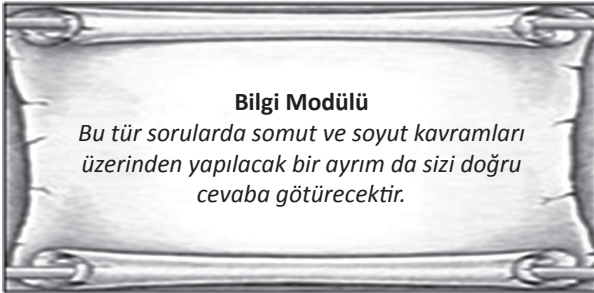 Bilgi Modülü
Bu tür sorularda somut ve soyut kavramları
üzerinden yapılacak bir ayrım da sizi doğru
cevaba götürecektir.